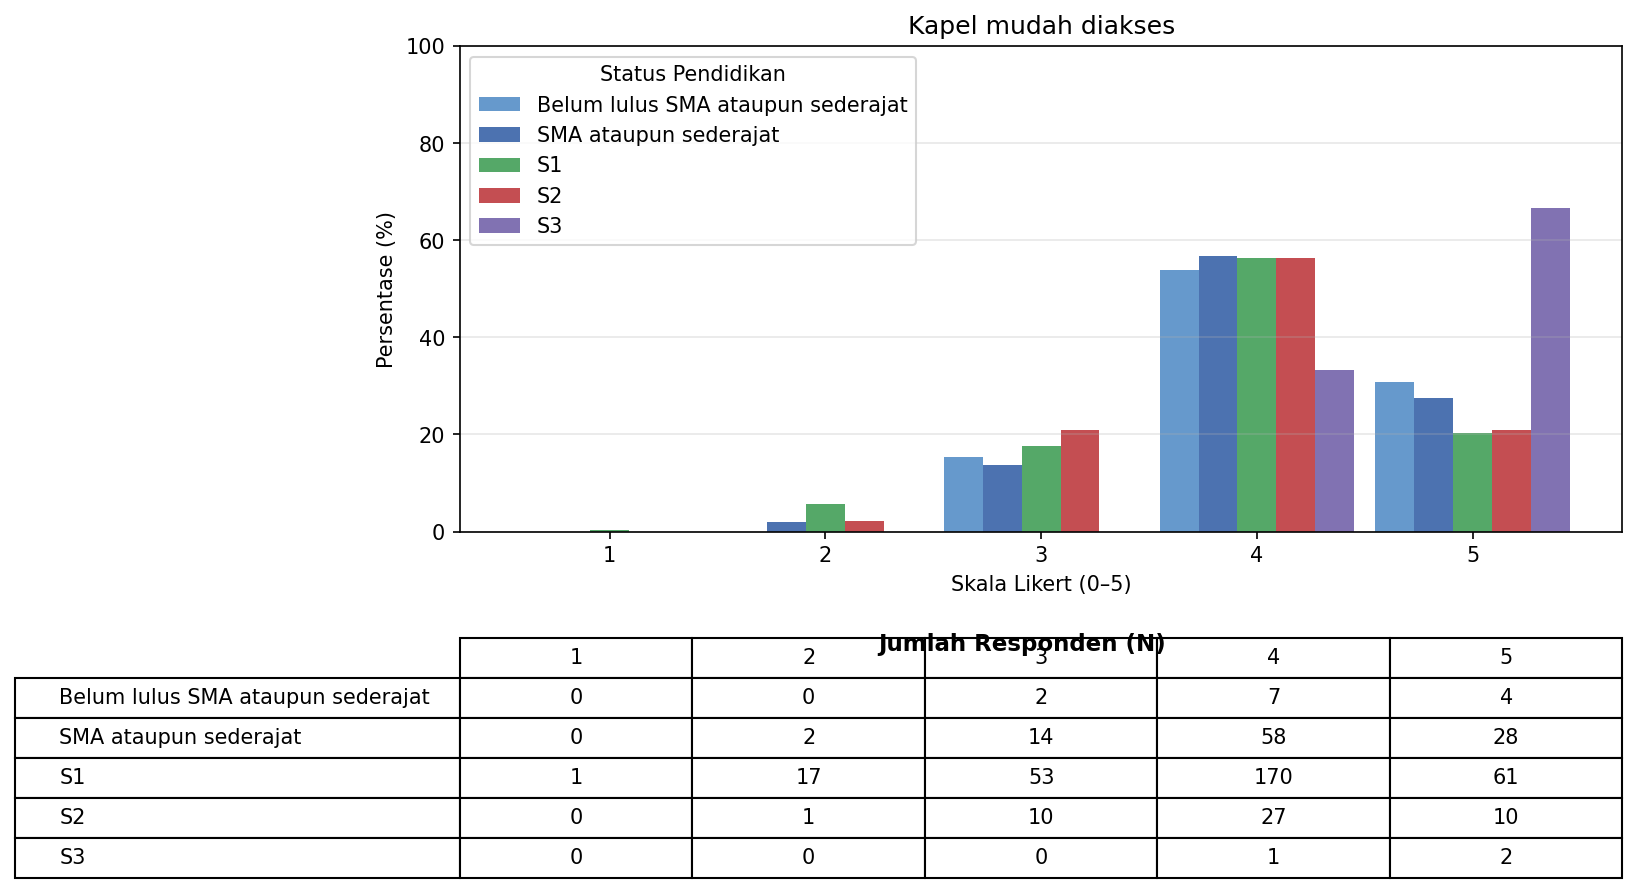 Kapel mudah diakses
Persentase (%)
100
80
60
40
20
0
Status Pendidikan
Belum lulus SMA ataupun sederajat
SMA ataupun sederajat
S1
S2
S3
1 2 3 4 5
Skala Likert (0–5)
Jumlah Responden (N)
1 2 3 4 5
Belum lulus SMA ataupun sederajat 0 0 2 7 4
SMA ataupun sederajat 0 2 14 58 28
S1 1 17 53 170 61
S2 0 1 10 27 10
S3 0 0 0 1 2